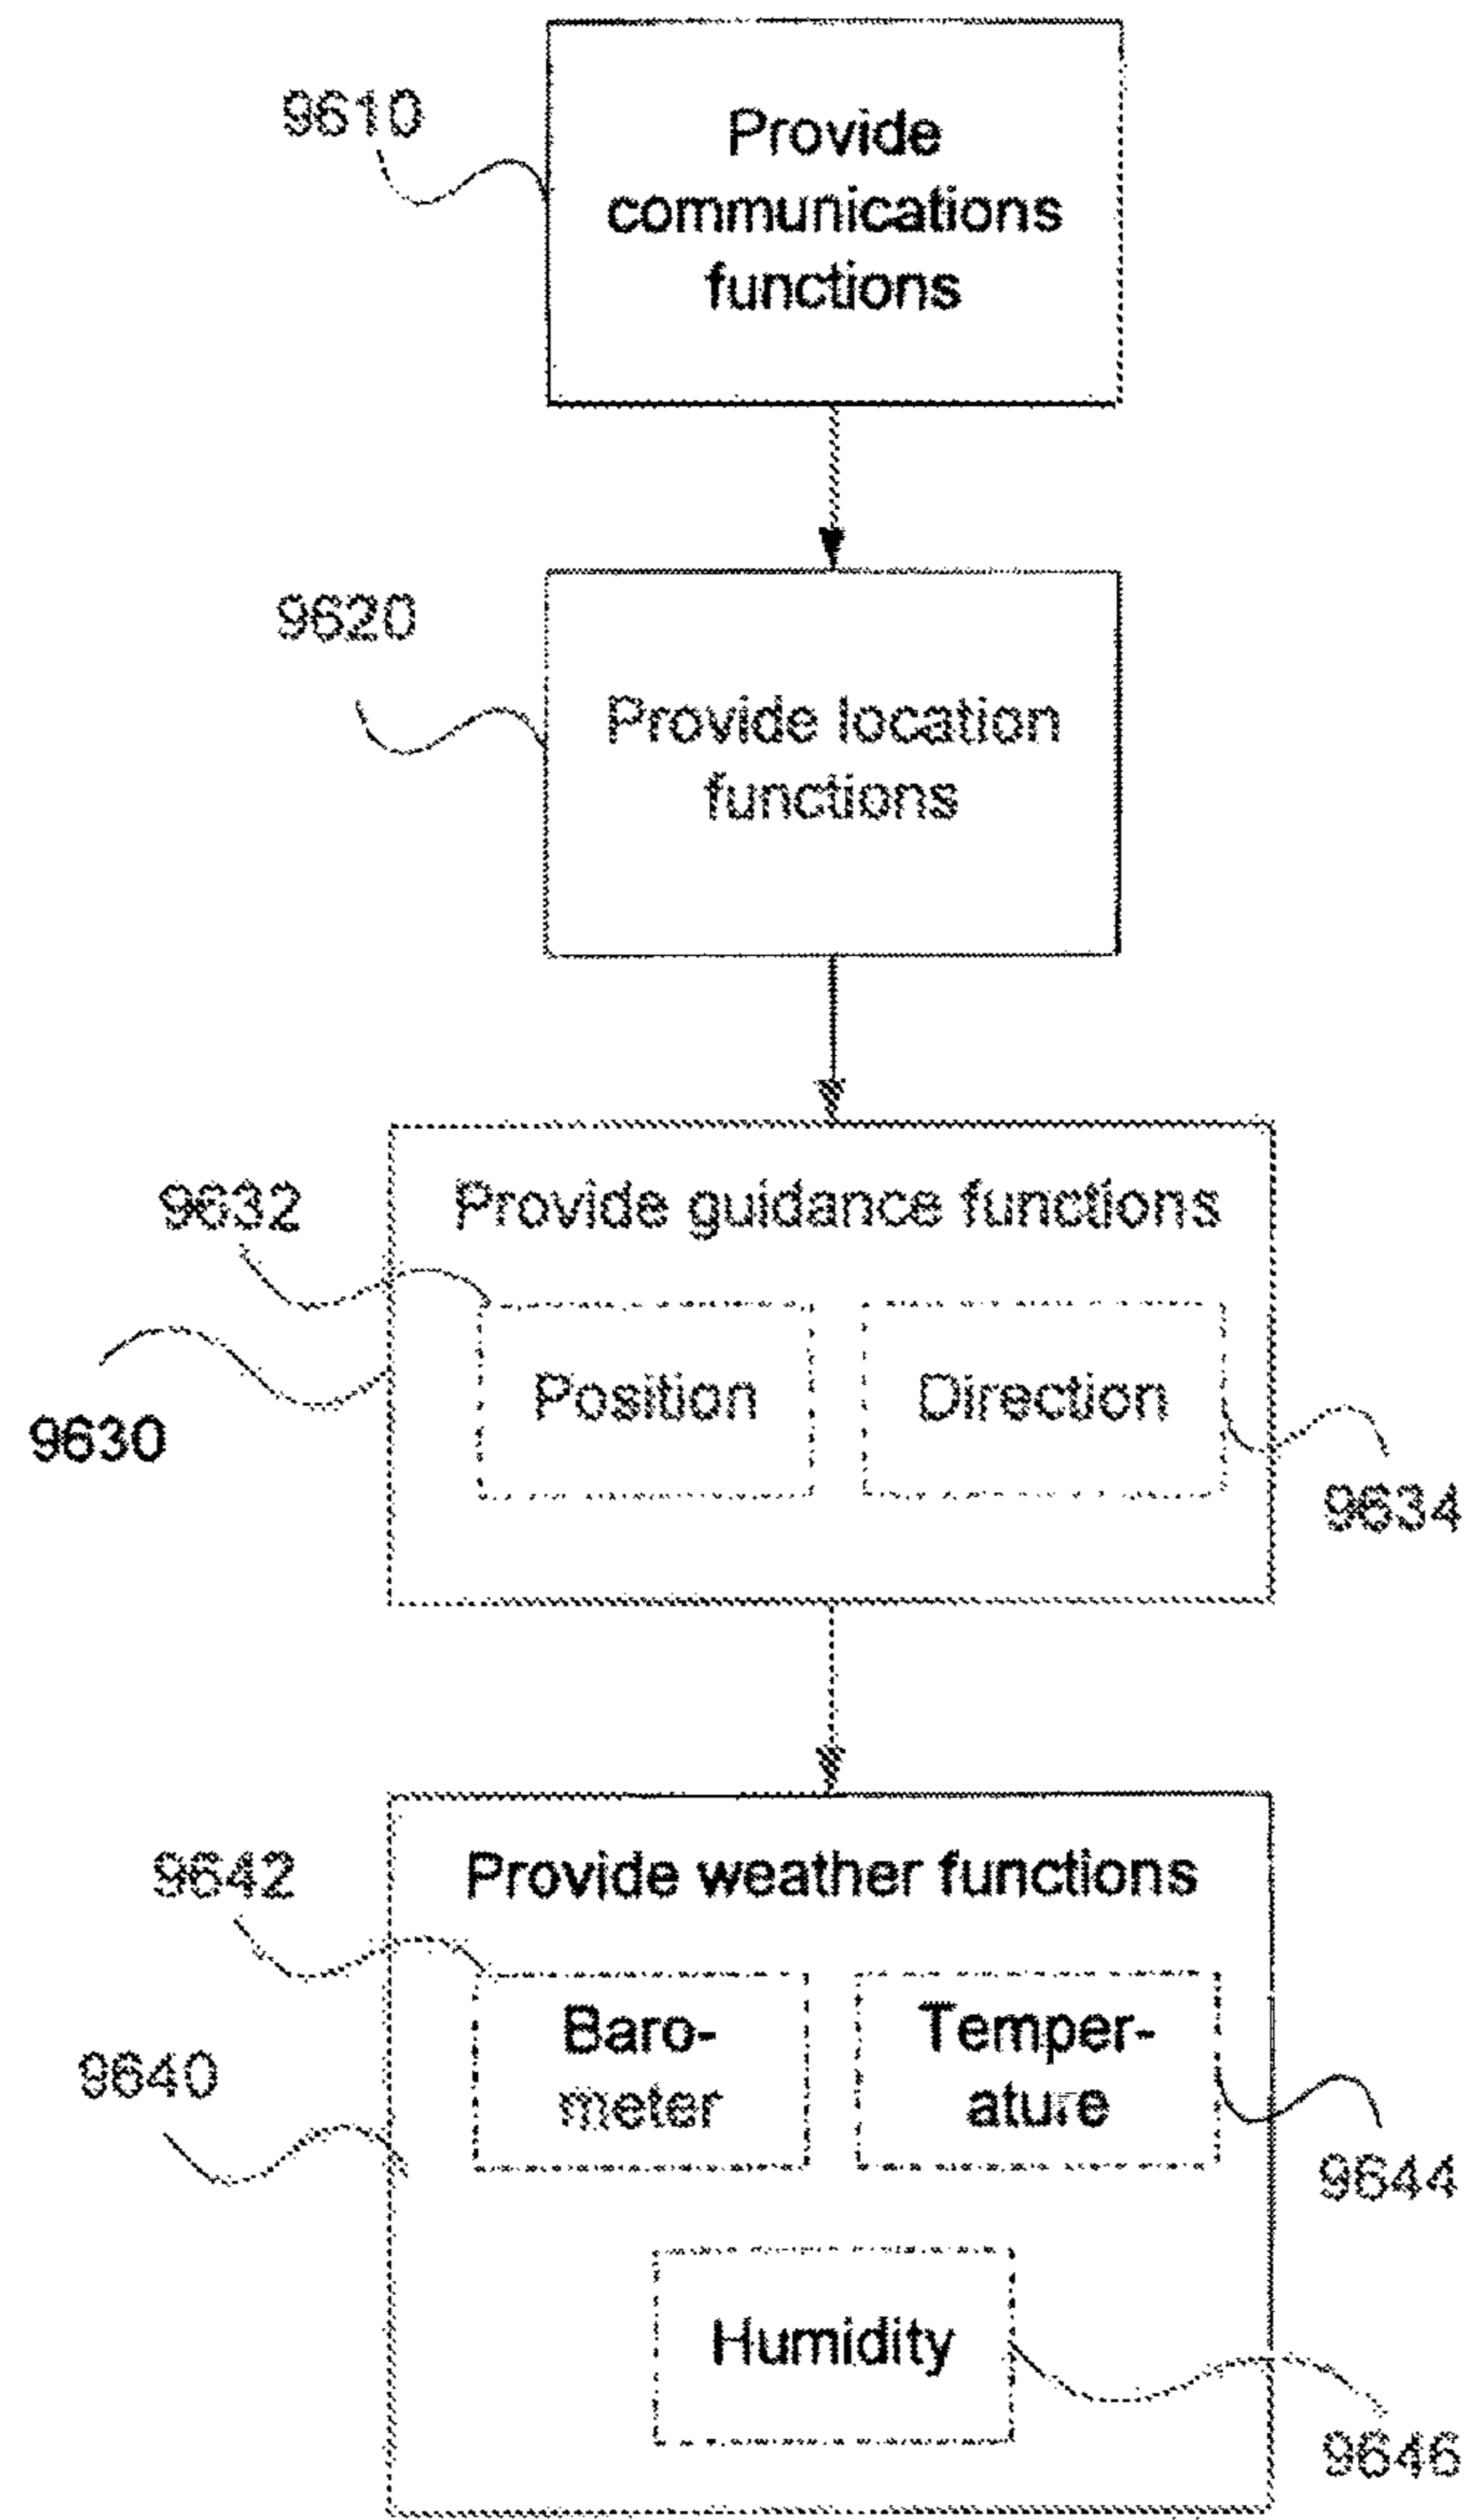 9610
Provide
communications
functions
9620
Provide location
functions
9632
Provide guidance functions
Position
Direction
9630
9634
9642
Provide weather functions
Baro-
meter
Temper-
ature
9640
9644
Humidity
9646